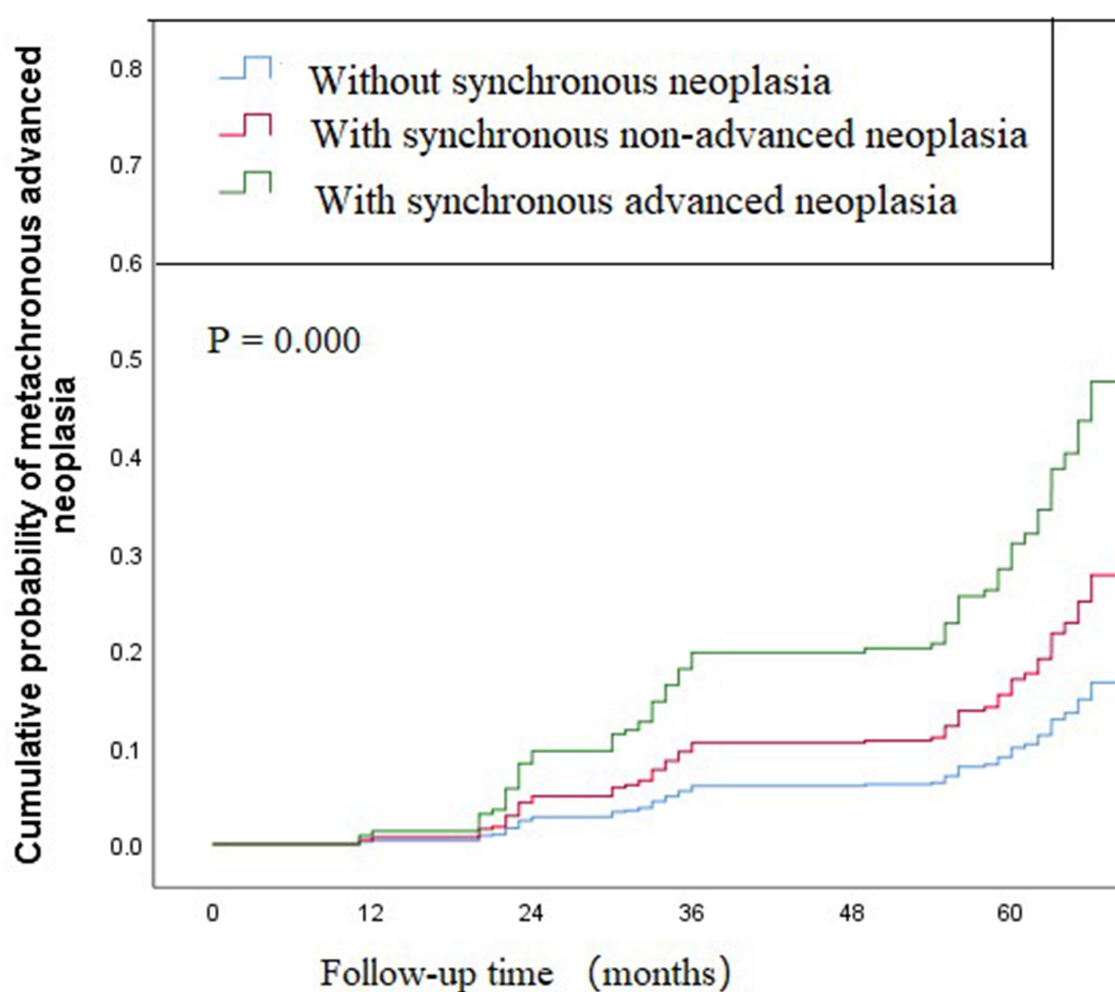 Cumulative probability of metachronous advanced
neoplasia
0.8
0.7
0.6
0.5
0.4
0.3
0.2
0.1
0.0
Without synchronous neoplasia
With synchronous non-advanced neoplasia
With synchronous advanced neoplasia
P = 0.000
0 12 24 36 48 60
Follow-up time (months)